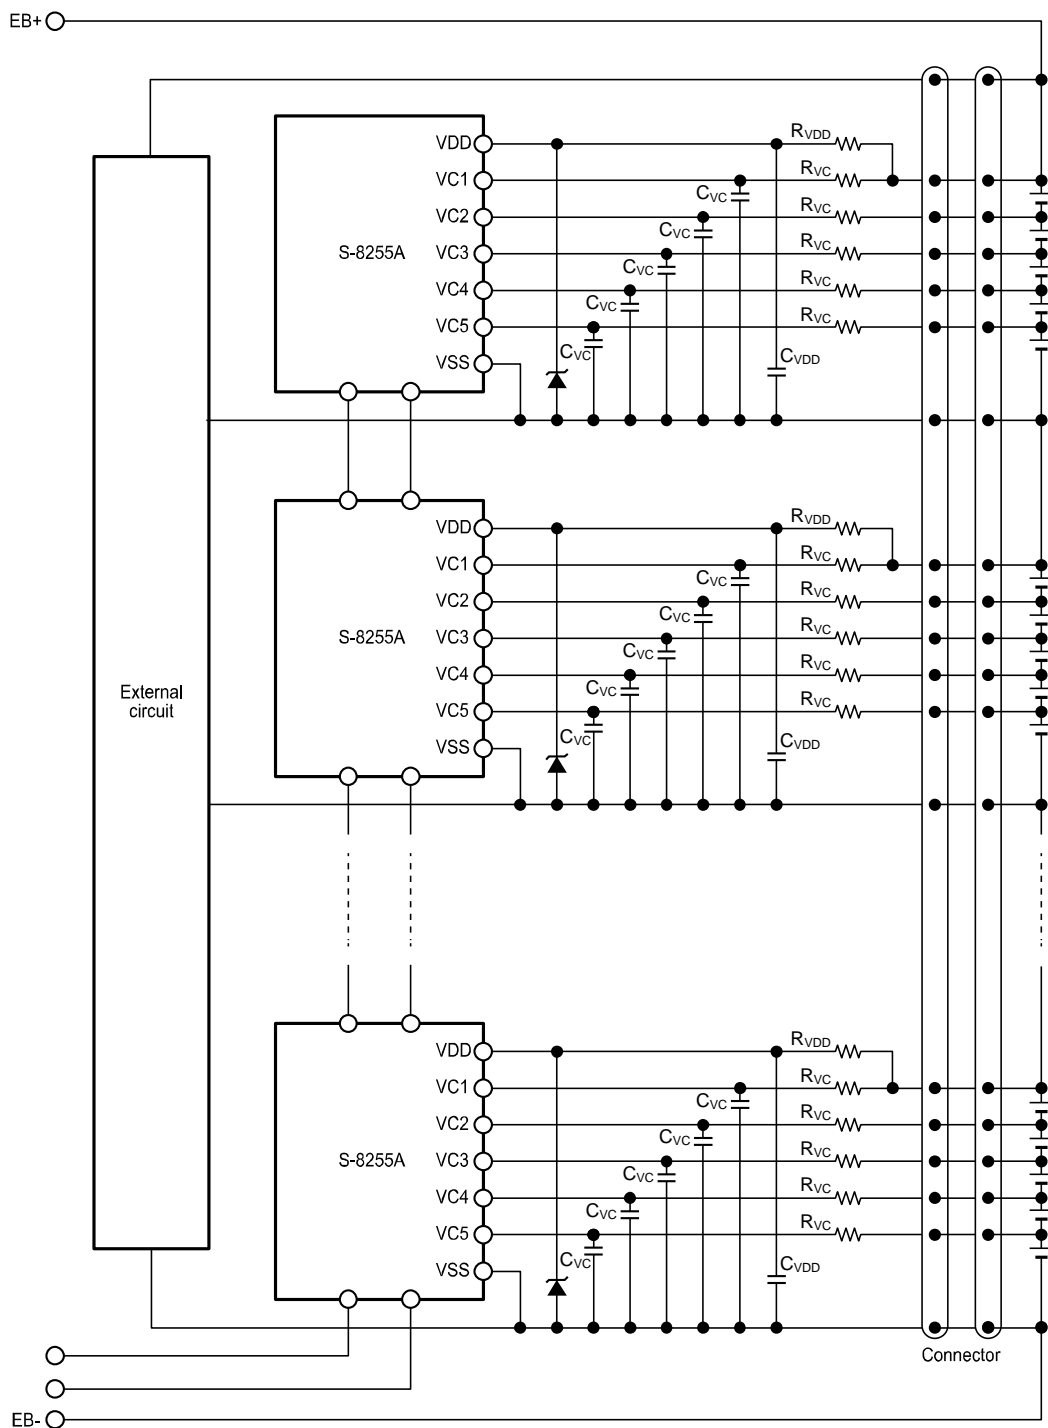 EB+
VDD
RVDD
VC1
RVC
CVC
VC2
RVC
CVC
S-8255A
VC3
RVC
CVC
VC4
RVC
CVC
VC5
RVC
CVC
VSS
CVDD
VDD
RVDD
VC1
RVC
CVC
VC2
RVC
CVC
S-8255A
VC3
RVC
CVC
VC4
RVC
CVC
VC5
RVC
CVC
VSS
CVDD
External
circuit
VDD
RVDD
VC1
RVC
CVC
VC2
RVC
CVC
S-8255A
VC3
RVC
CVC
VC4
RVC
CVC
VC5
RVC
CVC
VSS
CVDD
Connector
EB-